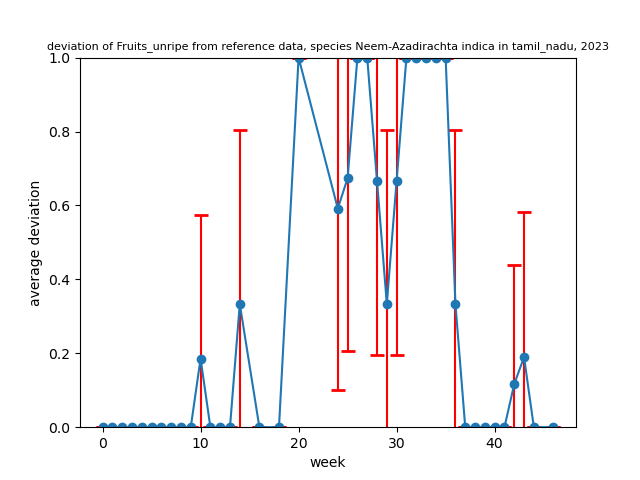 deviation of Fruits_unripe from reference data, species Neem-Azadirachta indica in tamil_nadu, 2023
1.0
0.8
0.6
0.4
0.2
0.0
average deviation
0 10 20 30 40
week